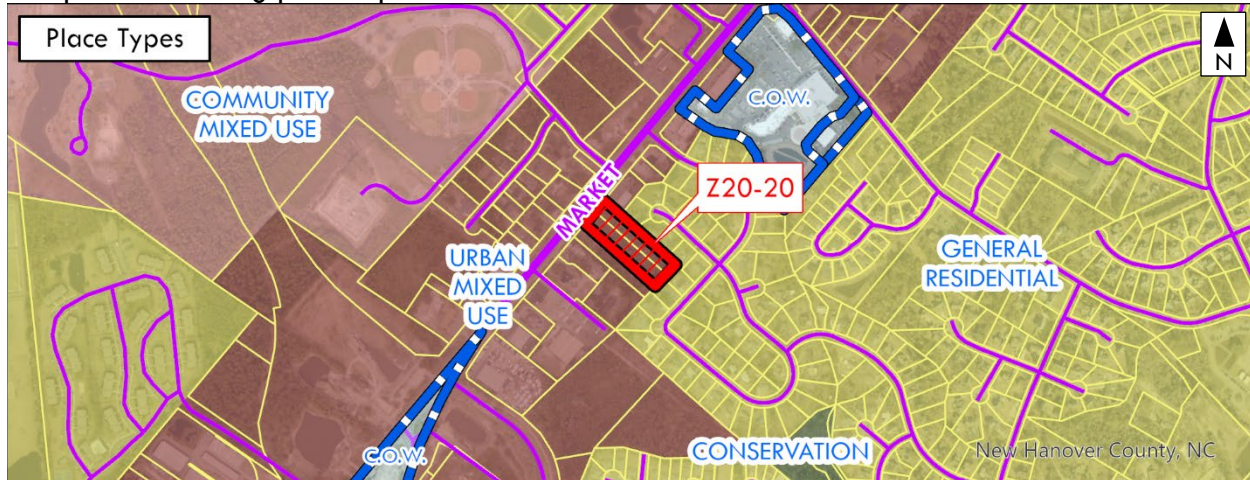 Place Types
N
COMMUNITY
MIXED USE
C.O.W.
MARKET
Z20-20
URBAN
MIXED
USE
GENERAL
RESIDENTIAL
C.O.W.
CONSERVATION
New Hanover County, NC